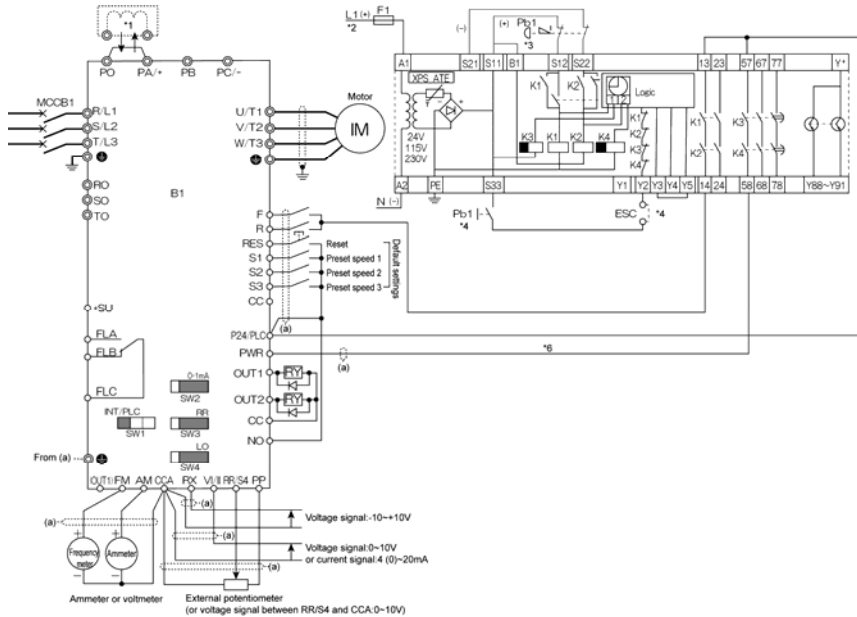 *1
PO PA/+ PB PC/-
MCCB1
R/L1
S/L2
T/L3
RO
SO
TO
B1
U/T1
V/T2
W/T3
Motor
IM
+SU
FLA
FLB
FLC
INT/PLC
SW1
0-1mA
SW2
RR
SW3
LO
SW4
From (a)
F
R
RES
S1
S2
S3
CC
P24/PLC
PWR
OUT1
OUT2
CC
NO
Reset
Preset speed 1
Preset speed 2
Preset speed 3
Default settings
(a)
(a)
RY
RY
*6
OUT1/ FM AM CCA RX VI/II RR/S4 PP
(a)
(a)
(a)
(a)
+ +
Frequency meter
Ammeter
- -
Voltage signal:-10~+10V
Voltage signal:0~10V
or current signal:4 (0)~20mA
Ammeter or voltmeter
External potentiometer
(or voltage signal between RR/S4 and CCA:0~10V)
L1 (+) F1
*2
(-) (+) Pb1
*3
A1 S21 S11 B1 S12 S22 13 23 57 67 77 Y+
XPS ATE
24V
115V
230V
K1 K2
1 2
Logic
K3 K1 K2 K4
K1
K2
K3
K4
K1
K2
K3
K4
A2 PE S33 Y1 Y2 Y3 Y4 Y5 14 24 58 68 78 Y88~Y91
N (-)
Pb1
*4
ESC
*4